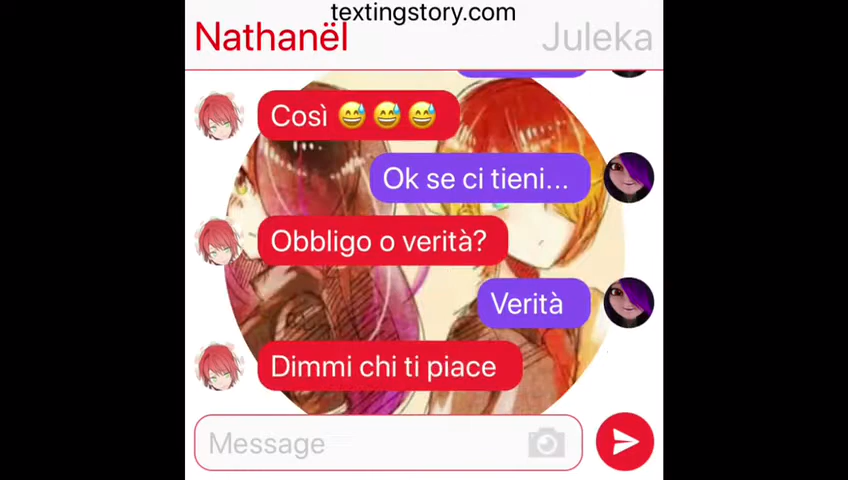 textingstory.com
Nathanël Juleka
Così 😅😅😅
Ok se ci tieni...
Obbligo o verità?
Verità
Dimmi chi ti piace
Message